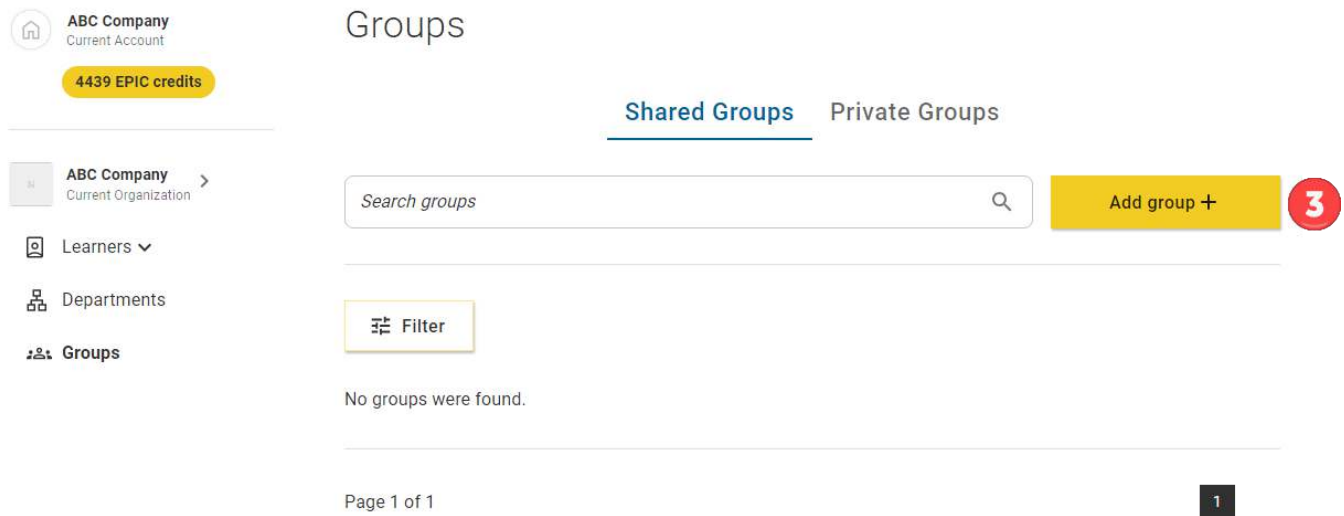 ABC Company
Current Account
4439 EPIC credits
ABC Company
Current Organization
Learners
Departments
Groups
Groups
Shared Groups
Private Groups
Search groups
Add group +
3
Filter
No groups were found.
Page 1 of 1
1